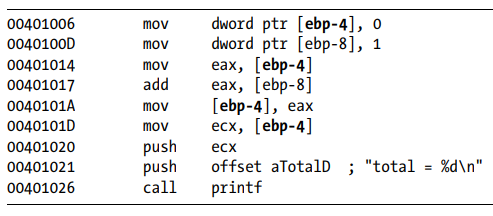 00401006 mov dword ptr [ebp-4], 0
0040100D mov dword ptr [ebp-8], 1
00401014 mov eax, [ebp-4]
00401017 add eax, [ebp-8]
0040101A mov [ebp-4], eax
0040101D mov ecx, [ebp-4]
00401020 push ecx
00401021 push offset aTotalD ; "total = %d\n"
00401026 call printf